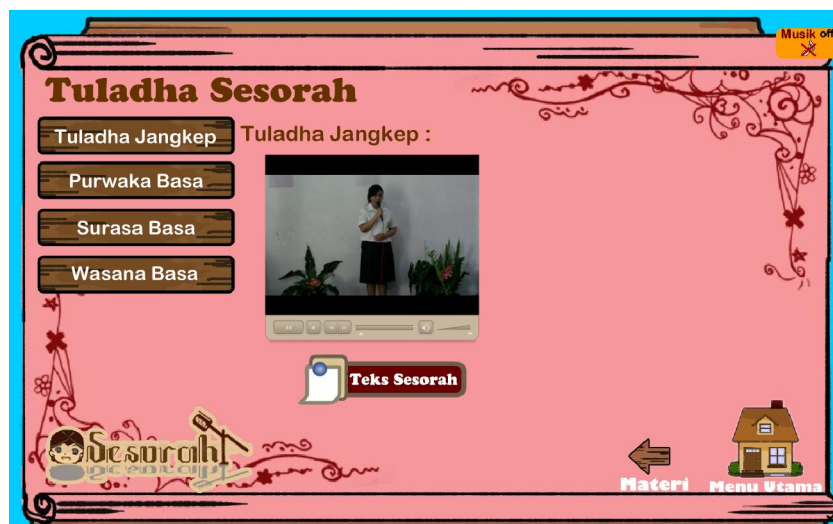 Musik off
Tuladha Sesorah
Tuladha Jangkep
Tuladha Jangkep :
Purwaka Basa
Surasa Basa
Wasana Basa
Teks Sesorah
Sesorah
Materi
Menu Utama